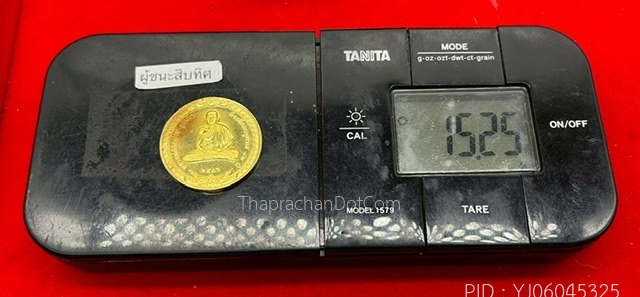 ผู้ชนะสิบทิศ
TANITA
MODE
g-oz-ozt-dwt-ct-grain
CAL
15.25
ON/OFF
ThaprachanDotCom
MODEL 1579
TARE
PID : YJ06045325